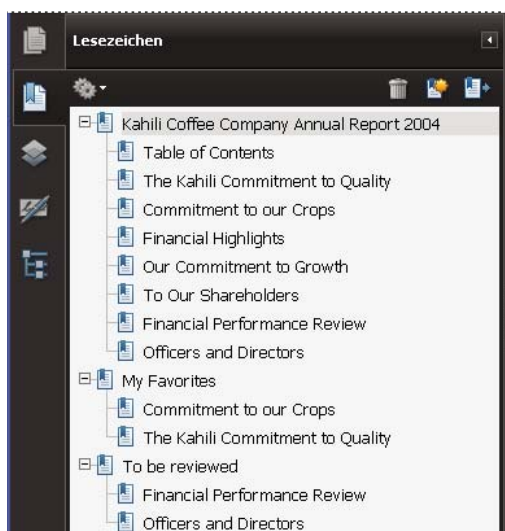 Lesezeichen
Kahili Coffee Company Annual Report 2004
Table of Contents
The Kahili Commitment to Quality
Commitment to our Crops
Financial Highlights
Our Commitment to Growth
To Our Shareholders
Financial Performance Review
Officers and Directors
My Favorites
Commitment to our Crops
The Kahili Commitment to Quality
To be reviewed
Financial Performance Review
Officers and Directors